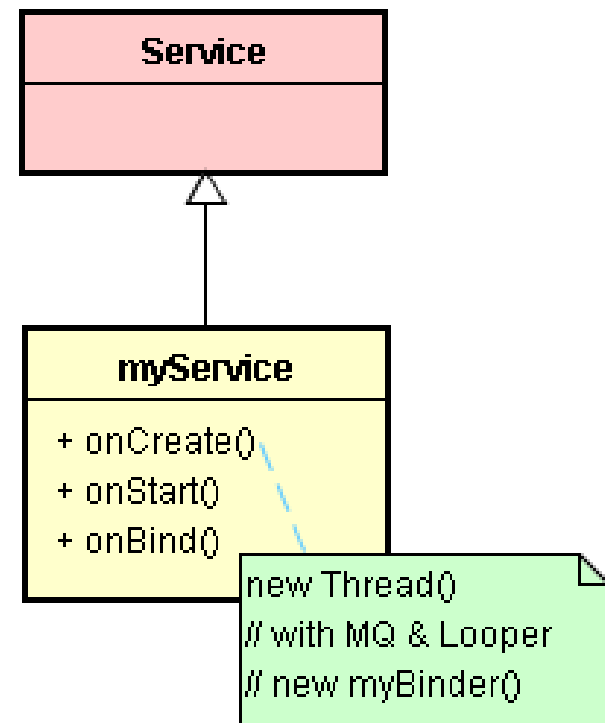 Service
myService
+ onCreate()
+ onStart()
+ onBind()
new Thread()
// with MQ & Looper
// new myBinder()